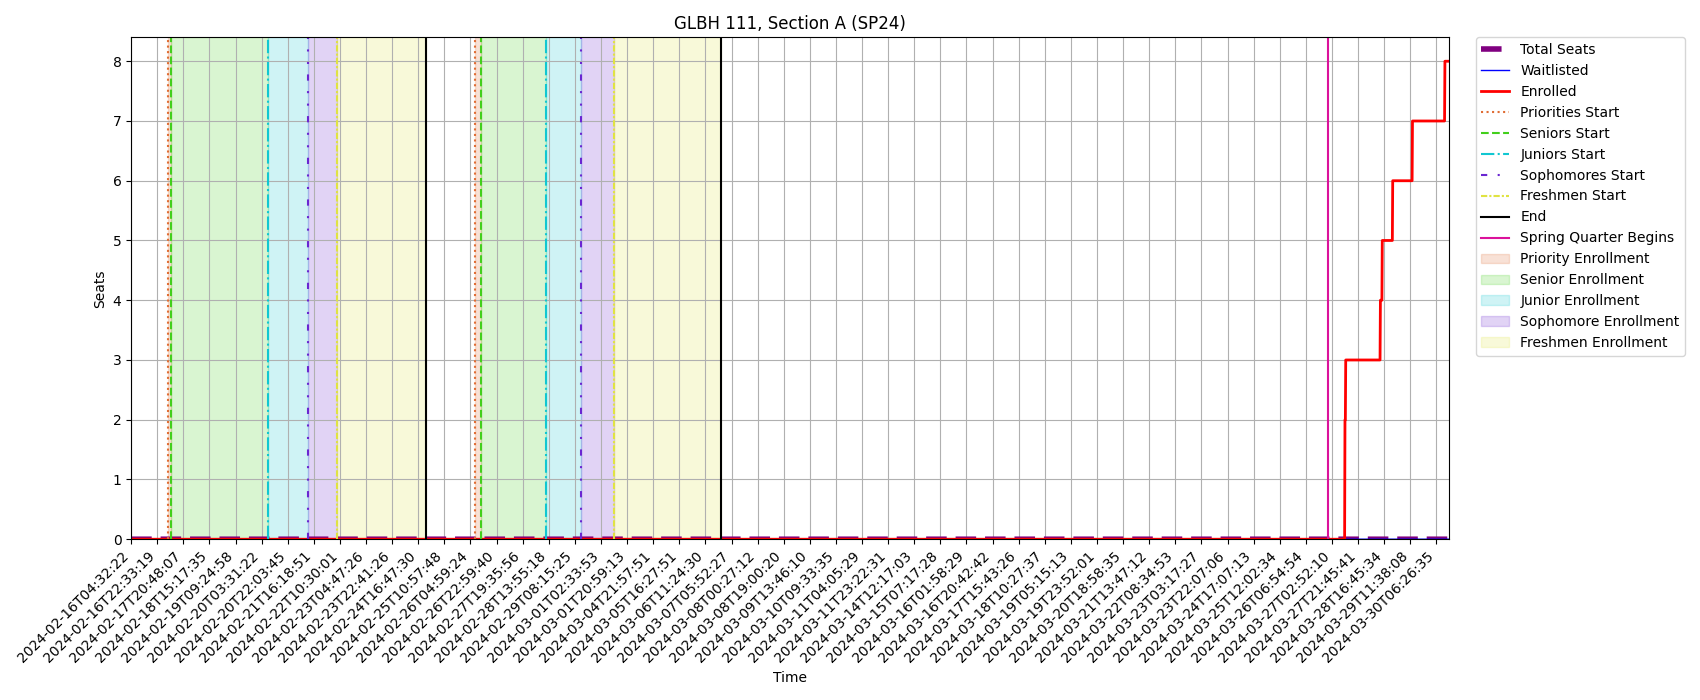 GLBH 111, Section A (SP24)
Seats
8
7
6
5
4
3
2
1
0
2024-02-16T04:32:22
2024-02-16T22:33:19
2024-02-17T20:48:07
2024-02-18T15:17:35
2024-02-19T09:24:58
2024-02-20T03:31:22
2024-02-20T22:03:45
2024-02-21T16:18:51
2024-02-22T10:30:01
2024-02-23T04:47:26
2024-02-23T22:41:26
2024-02-24T16:47:30
2024-02-25T10:57:48
2024-02-26T04:59:24
2024-02-26T22:59:40
2024-02-27T19:35:56
2024-02-28T13:55:18
2024-02-29T08:15:25
2024-03-01T02:33:53
2024-03-01T20:59:13
2024-03-04T21:57:51
2024-03-05T16:27:51
2024-03-06T11:24:30
2024-03-07T05:52:27
2024-03-08T00:27:12
2024-03-08T19:00:20
2024-03-09T13:46:10
2024-03-10T09:33:35
2024-03-11T04:05:29
2024-03-11T23:22:31
2024-03-14T12:17:03
2024-03-15T07:17:28
2024-03-16T01:58:29
2024-03-16T20:42:42
2024-03-17T15:43:26
2024-03-18T10:27:37
2024-03-19T05:15:13
2024-03-19T23:52:01
2024-03-20T18:58:35
2024-03-21T13:47:12
2024-03-22T08:34:53
2024-03-23T03:17:27
2024-03-23T22:07:06
2024-03-24T17:07:13
2024-03-25T12:02:34
2024-03-26T06:54:54
2024-03-27T02:52:10
2024-03-27T21:45:41
2024-03-28T16:45:34
2024-03-29T11:38:08
2024-03-30T06:26:35
Time
Total Seats
Waitlisted
Enrolled
Priorities Start
Seniors Start
Juniors Start
Sophomores Start
Freshmen Start
End
Spring Quarter Begins
Priority Enrollment
Senior Enrollment
Junior Enrollment
Sophomore Enrollment
Freshmen Enrollment